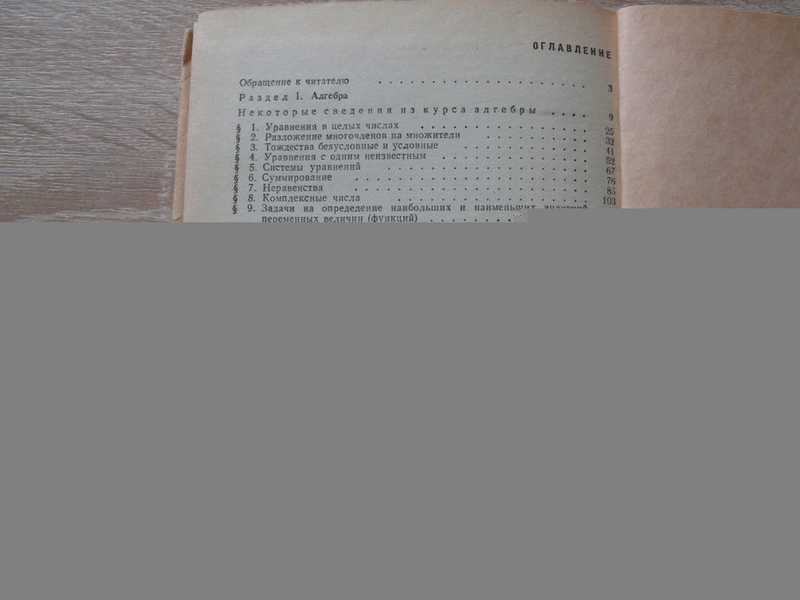 ОГЛАВЛЕНИЕ
Обращение к читателю . . . . . . . . . . . . . . . . 3
Раздел I. Алгебра
Некоторые сведения из курса алгебры . . . . 9
§ 1. Уравнения в целых числах . . . . . . . . . . . . 25
§ 2. Разложение многочленов на множители . . . . . . . . 32
§ 3. Тождества безусловные и условные . . . . . . . . . 41
§ 4. Уравнения с одним неизвестным . . . . . . . . . . . 52
§ 5. Системы уравнений . . . . . . . . . . . . . . 67
§ 6. Суммирование . . . . . . . . . . . . . . . . . 76
§ 7. Неравенства . . . . . . . . . . . . . . . . . 85
§ 8. Комплексные числа . . . . . . . . . . . . . . 103
§ 9. Задачи на определение наибольших и наименьших
переменных величин (функций) . . . . . . .